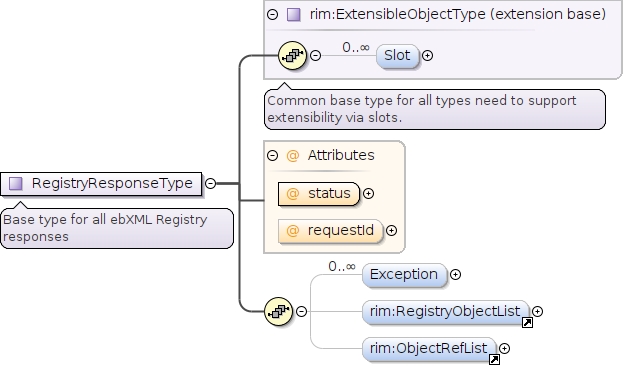 rim:ExtensibleObjectType (extension base)
0..∞
Slot
Common base type for all types need to support
extensibility via slots.
@ Attributes
RegistryResponseType
@ status
Base type for all ebXML Registry
responses
@ requestId
0..∞
Exception
rim:RegistryObjectList
rim:ObjectRefList